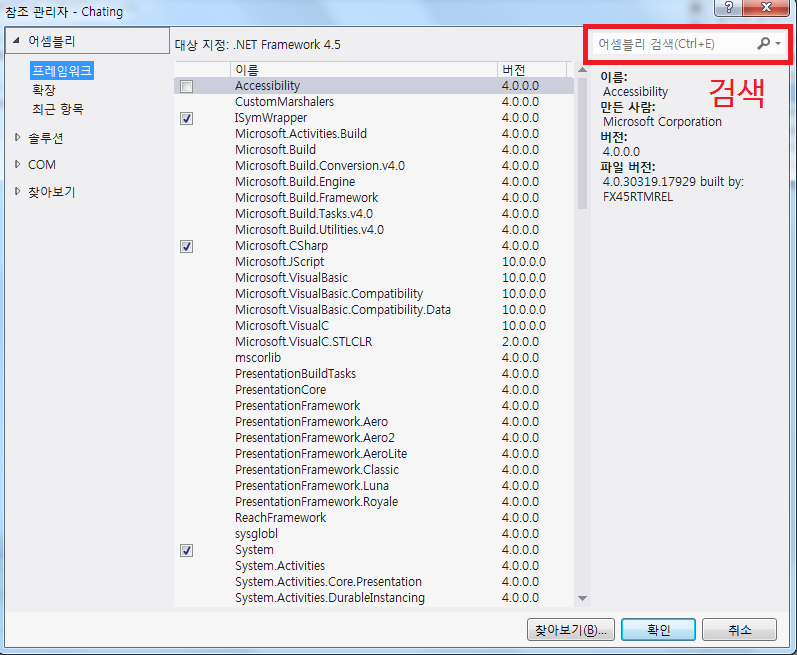 참조 관리자 - Chating
어셈블리
대상 지정: .NET Framework 4.5
어셈블리 검색(Ctrl+E)
프레임워크
확장
최근 항목
솔루션
COM
찾아보기
이름 버전
Accessibility 4.0.0.0
CustomMarshalers 4.0.0.0
ISymWrapper 4.0.0.0
Microsoft.Activities.Build 4.0.0.0
Microsoft.Build 4.0.0.0
Microsoft.Build.Conversion.v4.0 4.0.0.0
Microsoft.Build.Engine 4.0.0.0
Microsoft.Build.Framework 4.0.0.0
Microsoft.Build.Tasks.v4.0 4.0.0.0
Microsoft.Build.Utilities.v4.0 4.0.0.0
Microsoft.CSharp 4.0.0.0
Microsoft.JScript 10.0.0.0
Microsoft.VisualBasic 10.0.0.0
Microsoft.VisualBasic.Compatibility 10.0.0.0
Microsoft.VisualBasic.Compatibility.Data 10.0.0.0
Microsoft.VisualC 10.0.0.0
Microsoft.VisualC.STLCLR 2.0.0.0
mscorlib 4.0.0.0
PresentationBuildTasks 4.0.0.0
PresentationCore 4.0.0.0
PresentationFramework 4.0.0.0
PresentationFramework.Aero 4.0.0.0
PresentationFramework.Aero2 4.0.0.0
PresentationFramework.AeroLite 4.0.0.0
PresentationFramework.Classic 4.0.0.0
PresentationFramework.Luna 4.0.0.0
PresentationFramework.Royale 4.0.0.0
ReachFramework 4.0.0.0
sysglobl 4.0.0.0
System 4.0.0.0
System.Activities 4.0.0.0
System.Activities.Core.Presentation 4.0.0.0
System.Activities.DurableInstancing 4.0.0.0
이름:
Accessibility
만든 사람:
Microsoft Corporation
버전:
4.0.0.0
파일 버전:
4.0.30319.17929 built by:
FX45RTMREL
검색
찾아보기(B)... 확인 취소